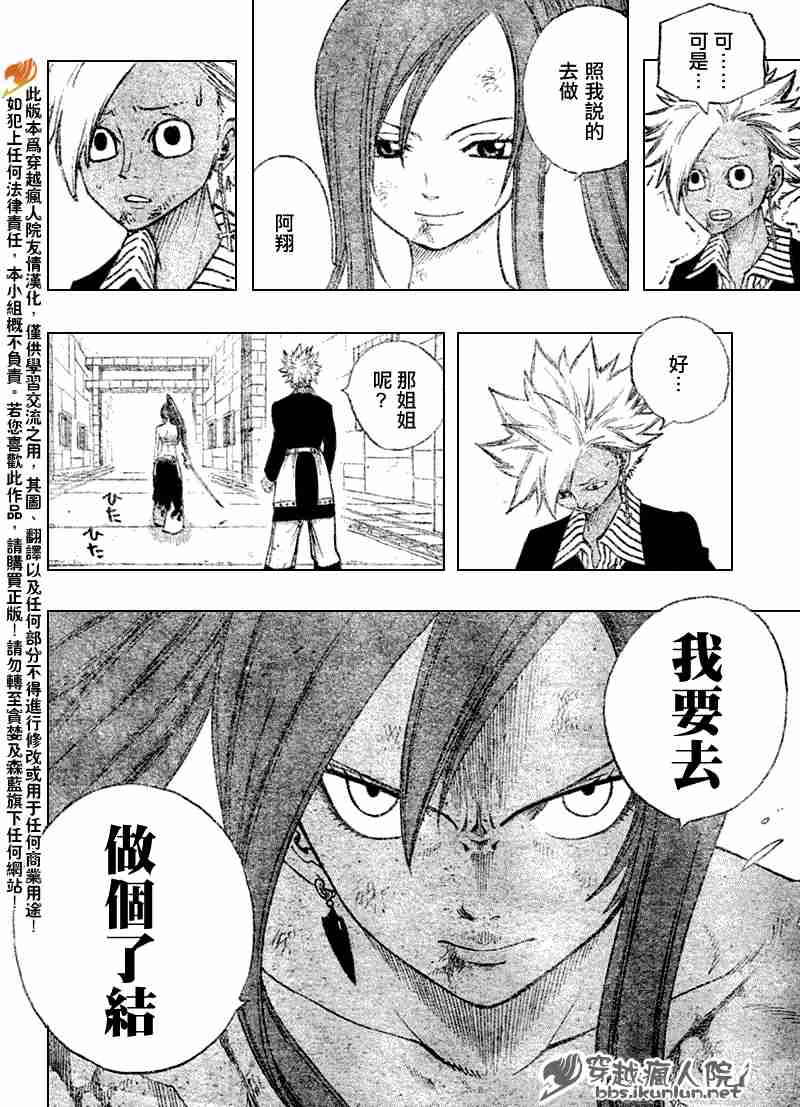 可……
可是…
照我説的
去做
阿翔
好…
那姐姐
呢?
ひた
ひた
我要去
做個了結
此版本爲穿越瘋人院友情漢化，僅供學習交流之用，其圖、翻譯以及任何部分不得進行修改或用于任何商業用途！
如犯上任何法律責任，本小組概不負責。若您喜歡此作品，請購買正版！請勿轉至貪婪及森藍旗下任何網站！
穿越瘋人院
bbs.ikunlun.net